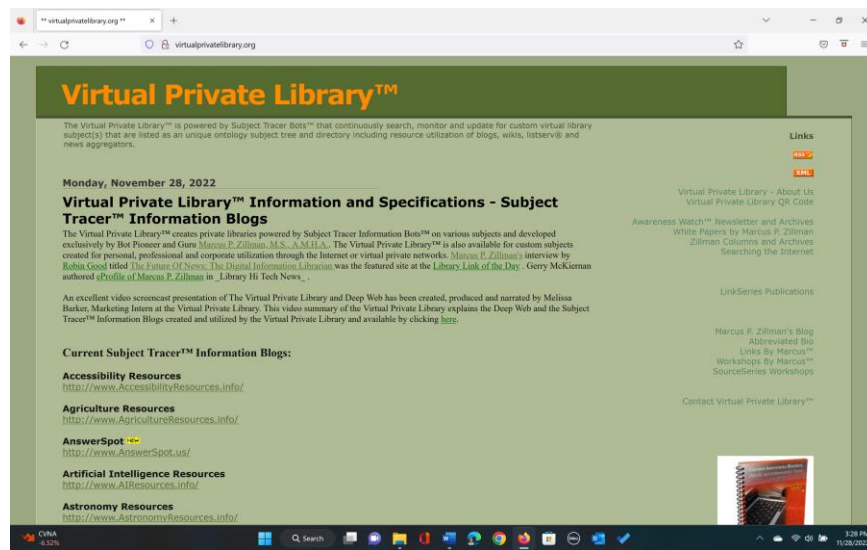 ** virtualprivatelibrary.org **
virtualprivatelibrary.org
Virtual Private Library™
The Virtual Private Library™ is powered by Subject Tracer Bots™ that continuously search, monitor and update for custom virtual library
subject(s) that are listed as an unique ontology subject tree and directory including resource utilization of blogs, wikis, listserv® and
news aggregators.
Monday, November 28, 2022
Virtual Private Library™ Information and Specifications - Subject
Tracer™ Information Blogs
The Virtual Private Library™ creates private libraries powered by Subject Tracer Information Bots™ on various subjects and developed
exclusively by Bot Pioneer and Guru Marcus P. Zillman, M.S., A.M.H.A.. The Virtual Private Library™ is also available for custom subjects
created for personal, professional and corporate utilization through the Internet or virtual private networks. Marcus P. Zillman's interview by
Robin Good titled The Future Of News: The Digital Information Librarian was the featured site at the Library Link of the Day . Gerry McKiernan
authored eProfile of Marcus P. Zillman in _Library Hi Tech News_ .
An excellent video screencast presentation of The Virtual Private Library and Deep Web has been created, produced and narrated by Melissa
Barker, Marketing Intern at the Virtual Private Library. This video summary of the Virtual Private Library explains the Deep Web and the Subject
Tracer™ Information Blogs created and utilized by the Virtual Private Library and available by clicking here.
Current Subject Tracer™ Information Blogs:
Accessibility Resources
http://www.AccessibilityResources.info/
Agriculture Resources
http://www.AgricultureResources.info/
AnswerSpot NEW
http://www.AnswerSpot.us/
Artificial Intelligence Resources
http://www.AIResources.info/
Astronomy Resources
http://www.AstronomyResources.info/
Links
RSS
XML
Virtual Private Library - About Us
Virtual Private Library QR Code
Awareness Watch™ Newsletter and Archives
White Papers by Marcus P. Zillman
Zillman Columns and Archives
Searching the Internet
LinkSeries Publications
Marcus P. Zillman's Blog
Abbreviated Bio
Links By Marcus™
Workshops By Marcus™
SourceSeries Workshops
Contact Virtual Private Library™
CVNA
-6.52%
Search
3:28 PM
11/28/2022